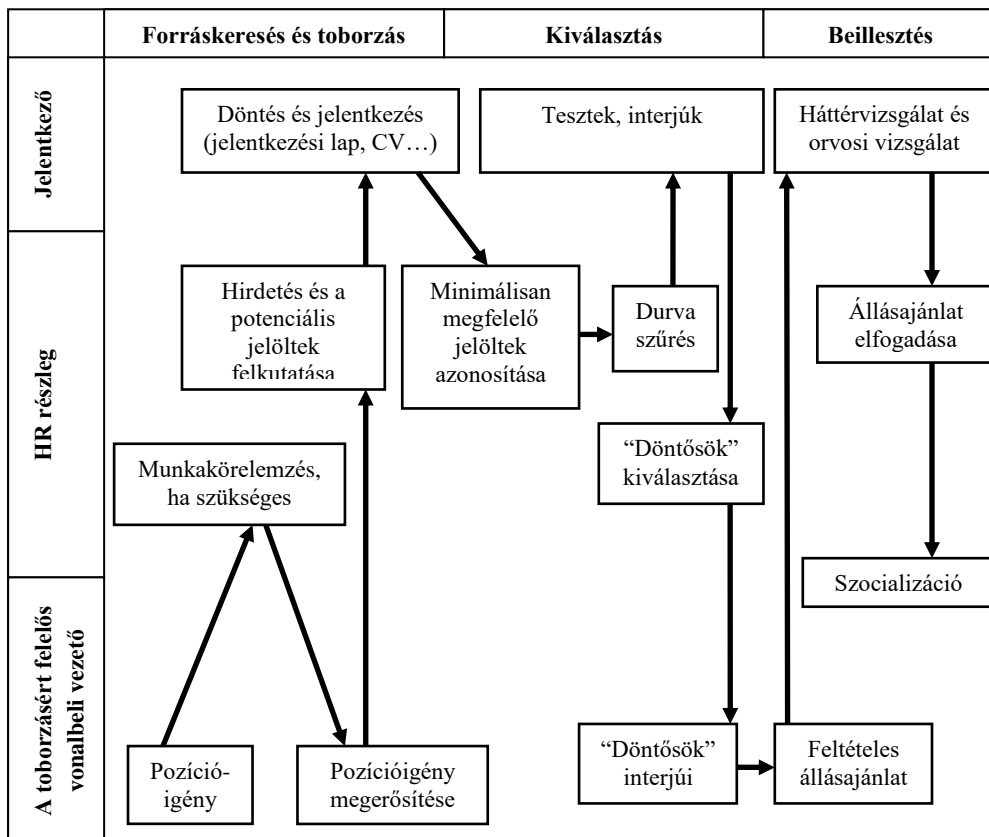 Forráskeresés és toborzás
Kiválasztás
Beillesztés
Jelentkező
Döntés és jelentkezés
(jelentkezési lap, CV…)
Tesztek, interjúk
Háttérvizsgálat és
orvosi vizsgálat
HR részleg
Hirdetés és a
potenciális
jelöltek
felkutatása
Minimálisan
megfelelő
jelöltek
azonosítása
Durva
szűrés
Állásajánlat
elfogadása
Munkakörelemzés,
ha szükséges
“Döntősök”
kiválasztása
Szocializáció
A toborzásért felelős
vonalbeli vezető
Pozíció-
igény
Pozícióigény
megerősítése
“Döntősök”
interjúi
Feltételes
állásajánlat